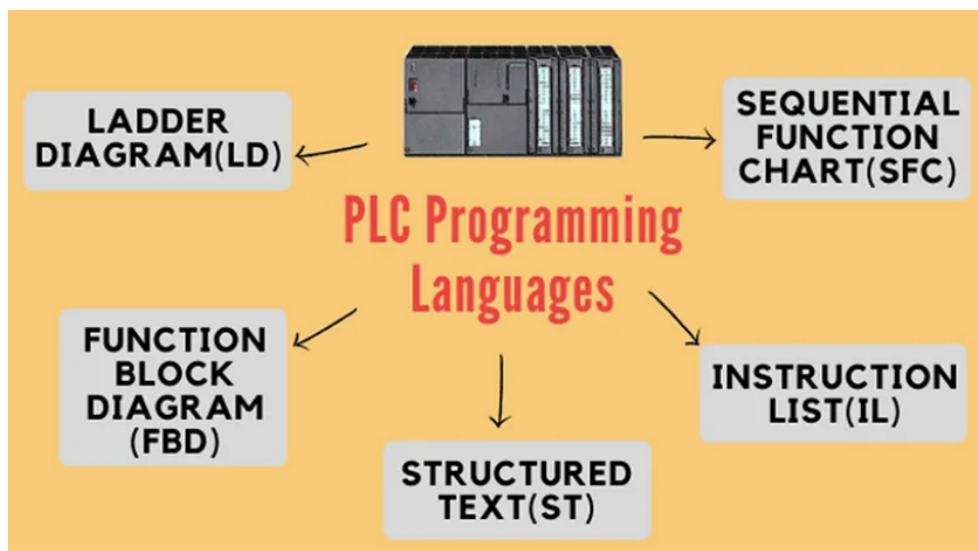 LADDER
DIAGRAM(LD)
SEQUENTIAL
FUNCTION
CHART(SFC)
PLC Programming
Languages
FUNCTION
BLOCK
DIAGRAM
(FBD)
STRUCTURED
TEXT(ST)
INSTRUCTION
LIST(IL)